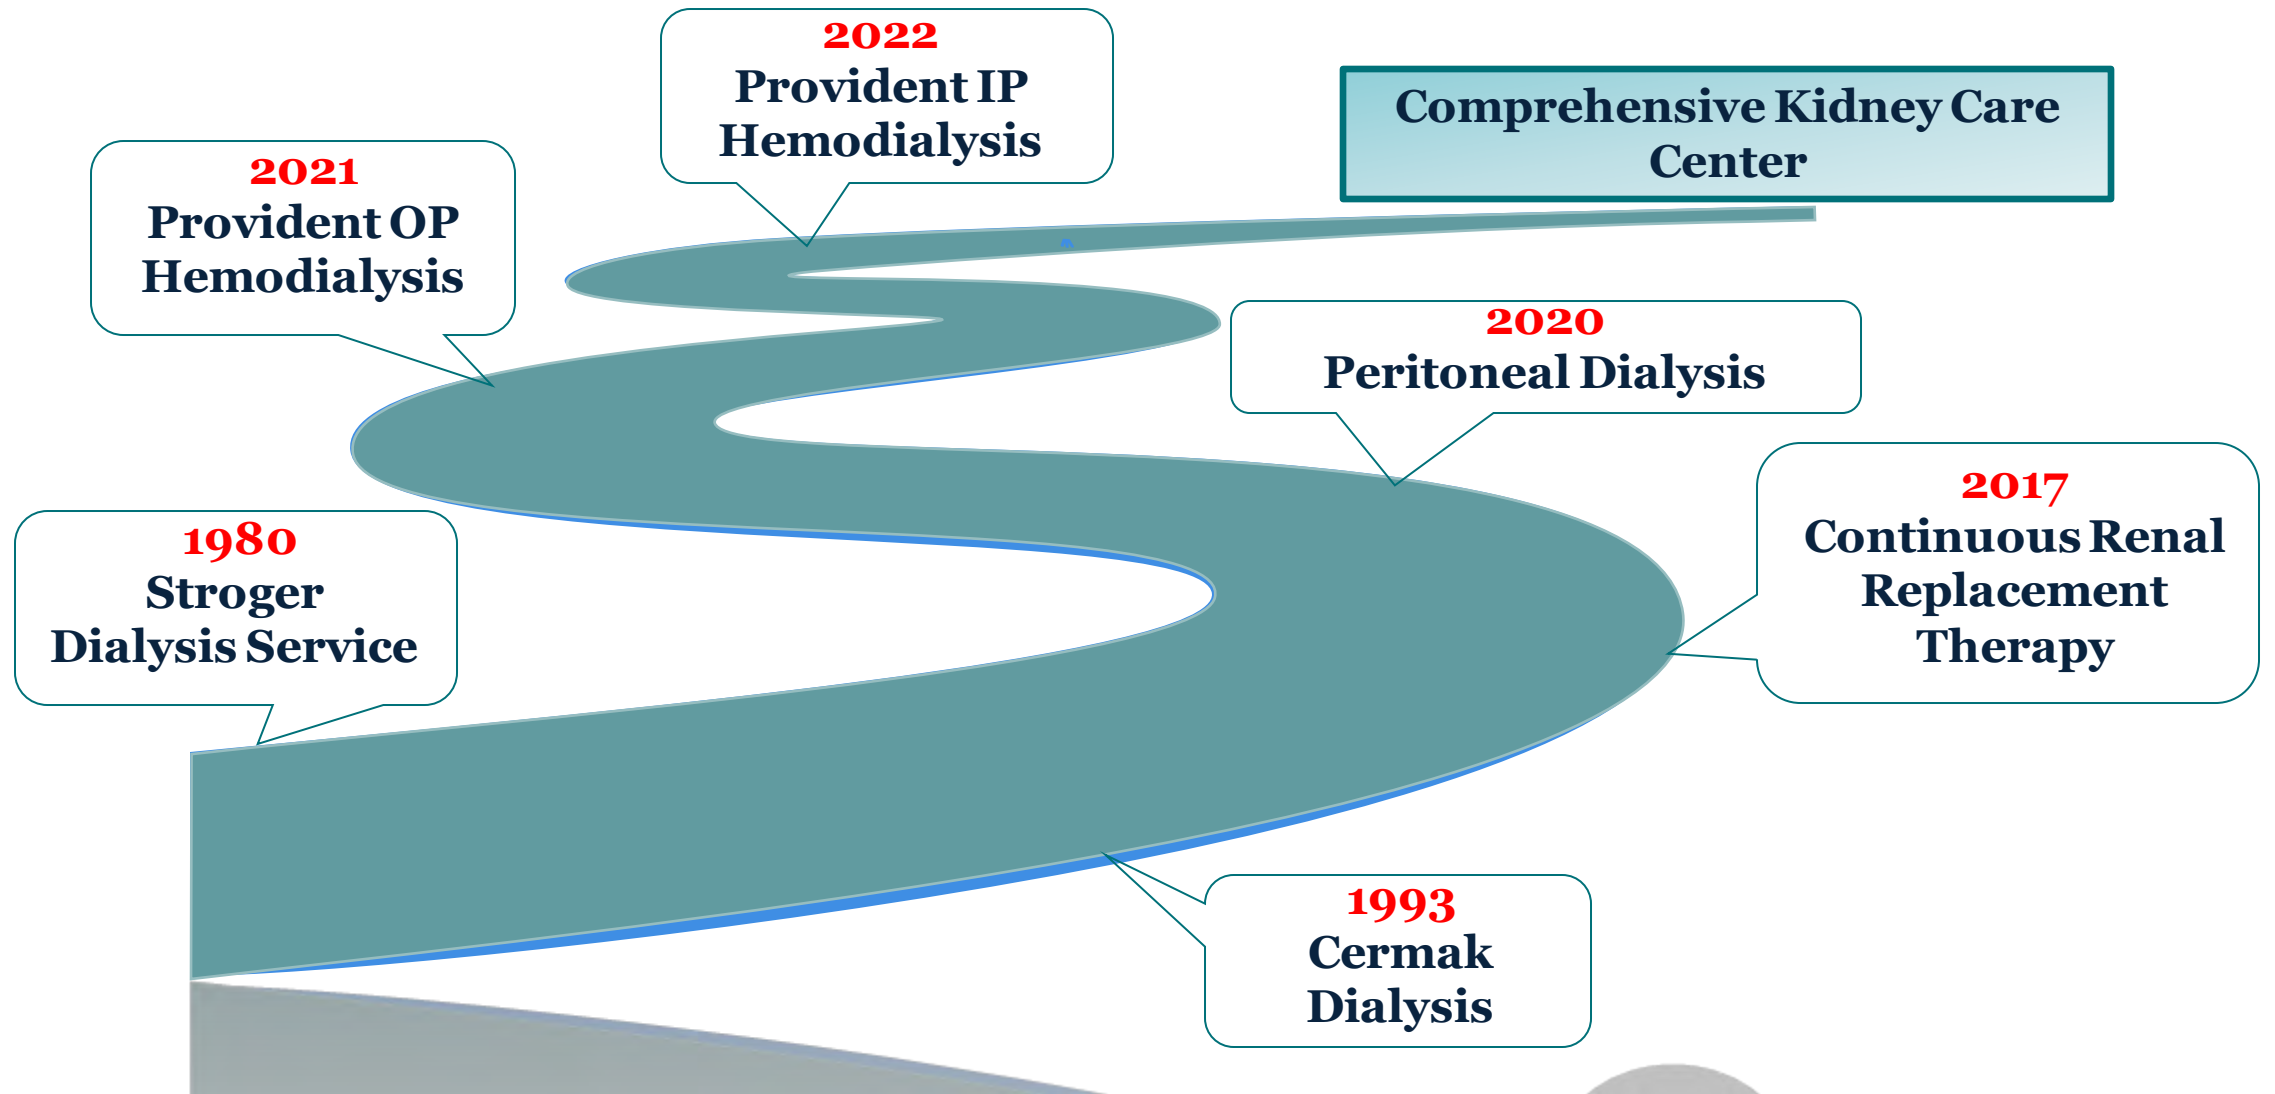 2022
Provident IP
Hemodialysis
Comprehensive Kidney Care
Center
2021
Provident OP
Hemodialysis
2020
Peritoneal Dialysis
2017
Continuous Renal
Replacement
Therapy
1980
Stroger
Dialysis Service
1993
Cermak
Dialysis